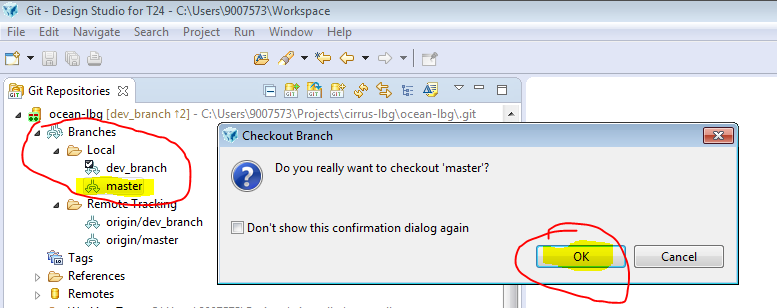 Git - Design Studio for T24 - C:\Users\9007573\Workspace
File Edit Navigate Search Project Run Window Help
Git Repositories
GIT GIT GIT
ocean-lbg [dev_branch ↑2] - C:\Users\9007573\Projects\cirrus-lbg\ocean-lbg\.git
Branches
Local
dev_branch
master
Remote Tracking
origin/dev_branch
origin/master
Tags
References
Remotes
Checkout Branch
Do you really want to checkout 'master'?
Don't show this confirmation dialog again
OK Cancel